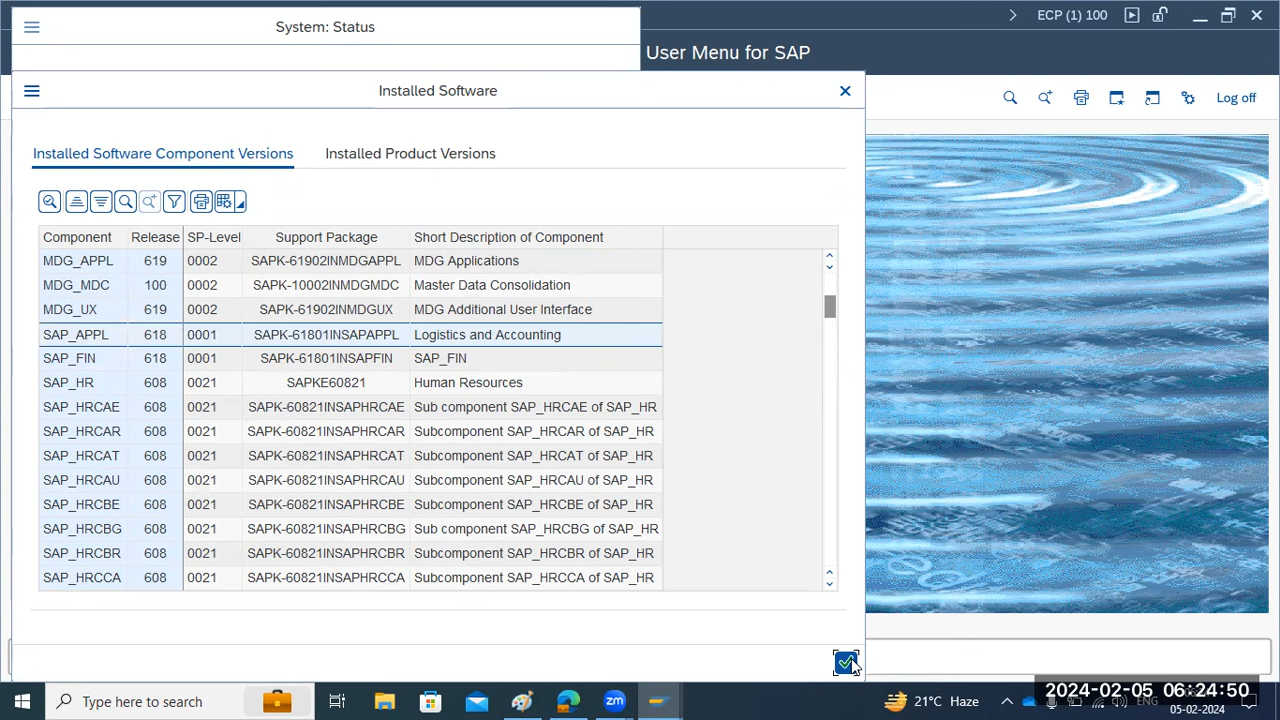 System: Status
ECP (1) 100
User Menu for SAP
Installed Software
Log off
Installed Software Component Versions Installed Product Versions
Component Release SP-Level Support Package Short Description of Component
MDG_APPL 619 0002 SAPK-61902INMDGAPPL MDG Applications
MDG_MDC 100 0002 SAPK-10002INMDGMDC Master Data Consolidation
MDG_UX 619 0002 SAPK-61902INMDGUX MDG Additional User Interface
SAP_APPL 618 0001 SAPK-61801INSAPAPPL Logistics and Accounting
SAP_FIN 618 0001 SAPK-61801INSAPFIN SAP_FIN
SAP_HR 608 0021 SAPKE60821 Human Resources
SAP_HRCAE 608 0021 SAPK-60821INSAPHRCAE Sub component SAP_HRCAE of SAP_HR
SAP_HRCAR 608 0021 SAPK-60821INSAPHRCAR Subcomponent SAP_HRCAR of SAP_HR
SAP_HRCAT 608 0021 SAPK-60821INSAPHRCAT Subcomponent SAP_HRCAT of SAP_HR
SAP_HRCAU 608 0021 SAPK-60821INSAPHRCAU Subcomponent SAP_HRCAU of SAP_HR
SAP_HRCBE 608 0021 SAPK-60821INSAPHRCBE Subcomponent SAP_HRCBE of SAP_HR
SAP_HRCBG 608 0021 SAPK-60821INSAPHRCBG Sub component SAP_HRCBG of SAP_HR
SAP_HRCBR 608 0021 SAPK-60821INSAPHRCBR Subcomponent SAP_HRCBR of SAP_HR
SAP_HRCCA 608 0021 SAPK-60821INSAPHRCCA Subcomponent SAP_HRCCA of SAP_HR
Type here to search
zm
21°C Haze
2024-02-05 06:24:50
ENG
05-02-2024